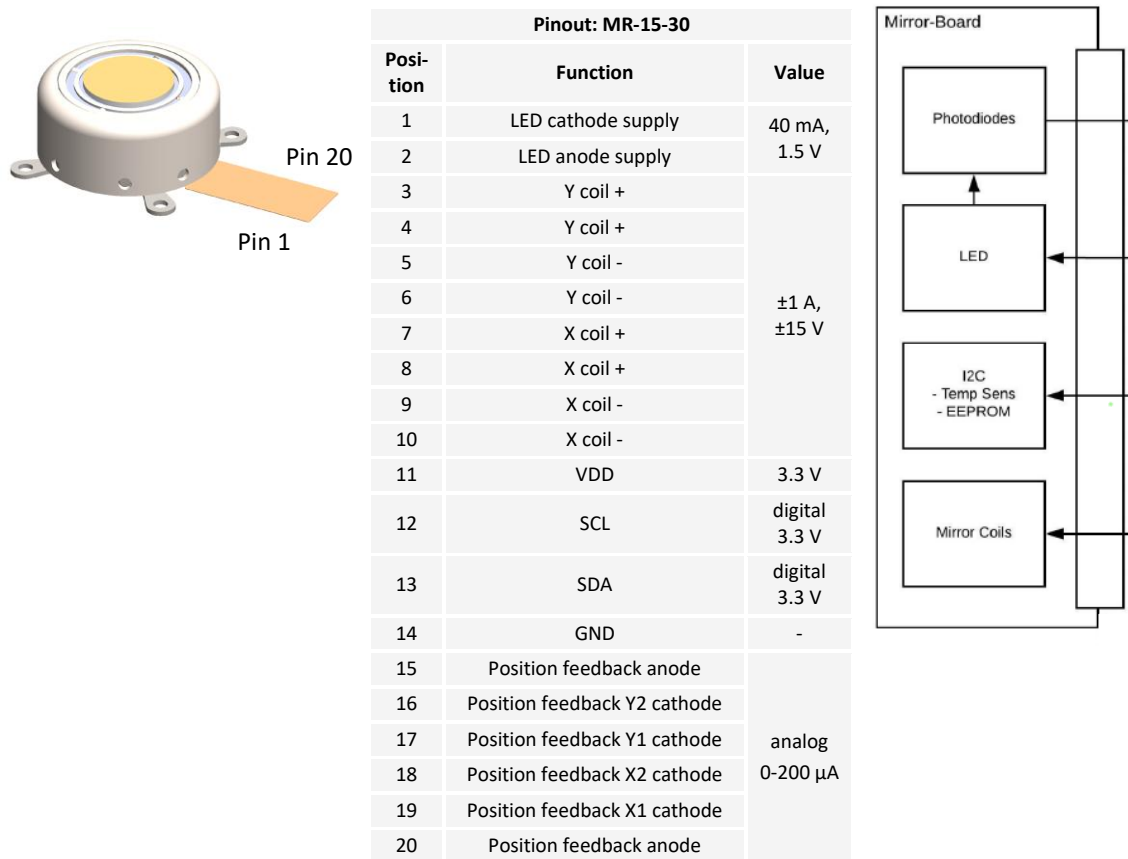 Pin 20
Pin 1
Pinout: MR-15-30
Posi-
tion
Function
Value
1 LED cathode supply
40 mA,
1.5 V
2 LED anode supply
3 Y coil +
4 Y coil +
5 Y coil -
6 Y coil -
±1 A,
±15 V
7 X coil +
8 X coil +
9 X coil -
10 X coil -
11 VDD 3.3 V
12 SCL
digital
3.3 V
13 SDA
digital
3.3 V
14 GND -
15 Position feedback anode
16 Position feedback Y2 cathode
17 Position feedback Y1 cathode
analog
0-200 µA
18 Position feedback X2 cathode
19 Position feedback X1 cathode
20 Position feedback anode
Mirror-Board
Photodiodes
LED
I2C
- Temp Sens
- EEPROM
Mirror Coils